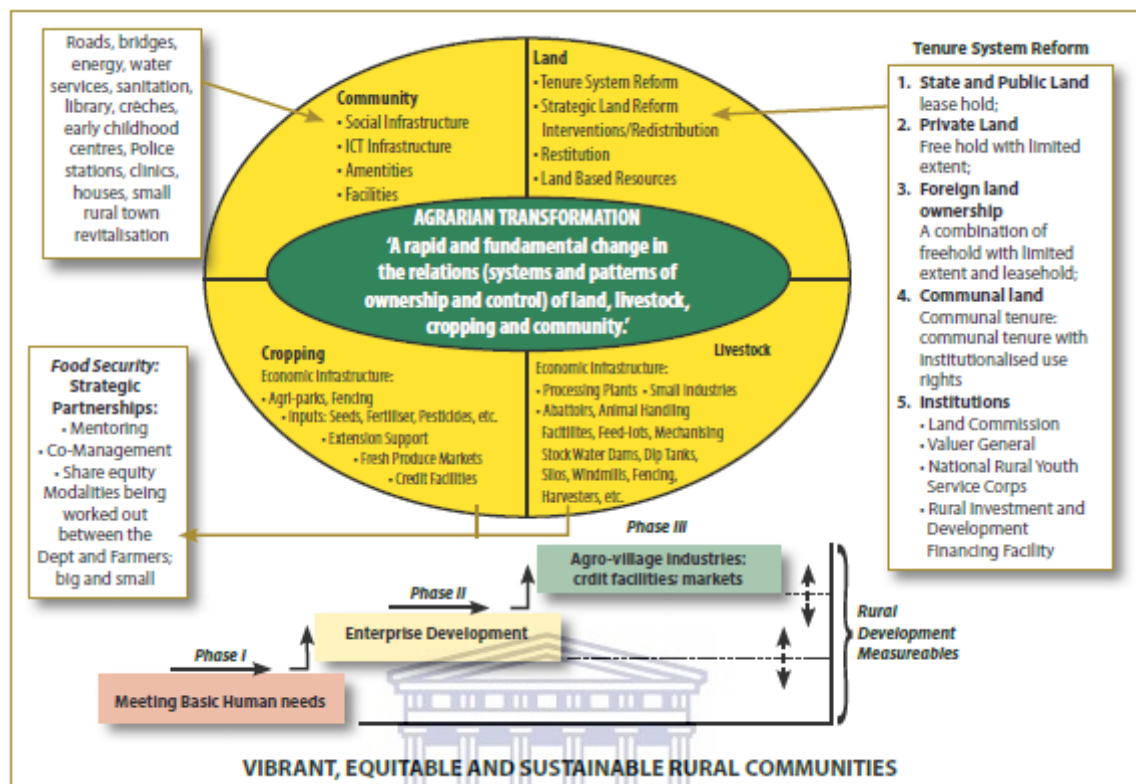 Roads, bridges,
energy, water
services, sanitation,
library, crèches,
early childhood
centres, Police
stations, clinics,
houses, small
rural town
revitalisation
Community
• Social Infrastructure
• ICT Infrastructure
• Amentities
• Facilities
Land
• Tenure System Reform
• Strategic Land Reform
Interventions/Redistribution
• Restitution
• Land Based Resources
AGRARIAN TRANSFORMATION
‘A rapid and fundamental change in
the relations (systems and patterns of
ownership and control) of land, livestock,
cropping and community.’
Cropping
Economic Infrastructure:
• Agri-parks, Fencing
• Inputs: Seeds, Fertiliser, Pesticides, etc.
• Extension Support
• Fresh Produce Markets
• Credit Facilities
Livestock
Economic Infrastructure:
• Processing Plants • Small Industries
• Abattoirs, Animal Handling
Facilites, Feed-lots, Mechanising
Stock Water Dams, Dip Tanks,
Silos, Windmills, Fencing,
Harvesters, etc.
Tenure System Reform
1. State and Public Land
lease hold;
2. Private Land
Free hold with limited
extent;
3. Foreign land
ownership
A combination of
freehold with limited
extent and leasehold;
4. Communal land
Communal tenure:
communal tenure with
institutionalised use
rights
5. Institutions
• Land Commission
• Valuer General
• National Rural Youth
Service Corps
• Rural Investment and
Development
Financing Facility
Food Security:
Strategic
Partnerships:
• Mentoring
• Co-Management
• Share equity
Modalities being
worked out
between the
Dept and Farmers;
big and small
Phase III
Agro-village industries:
crdit facilities/ markets
Phase II
Enterprise Development
Phase I
Meeting Basic Human needs
Rural
Development
Measureables
VIBRANT, EQUITABLE AND SUSTAINABLE RURAL COMMUNITIES